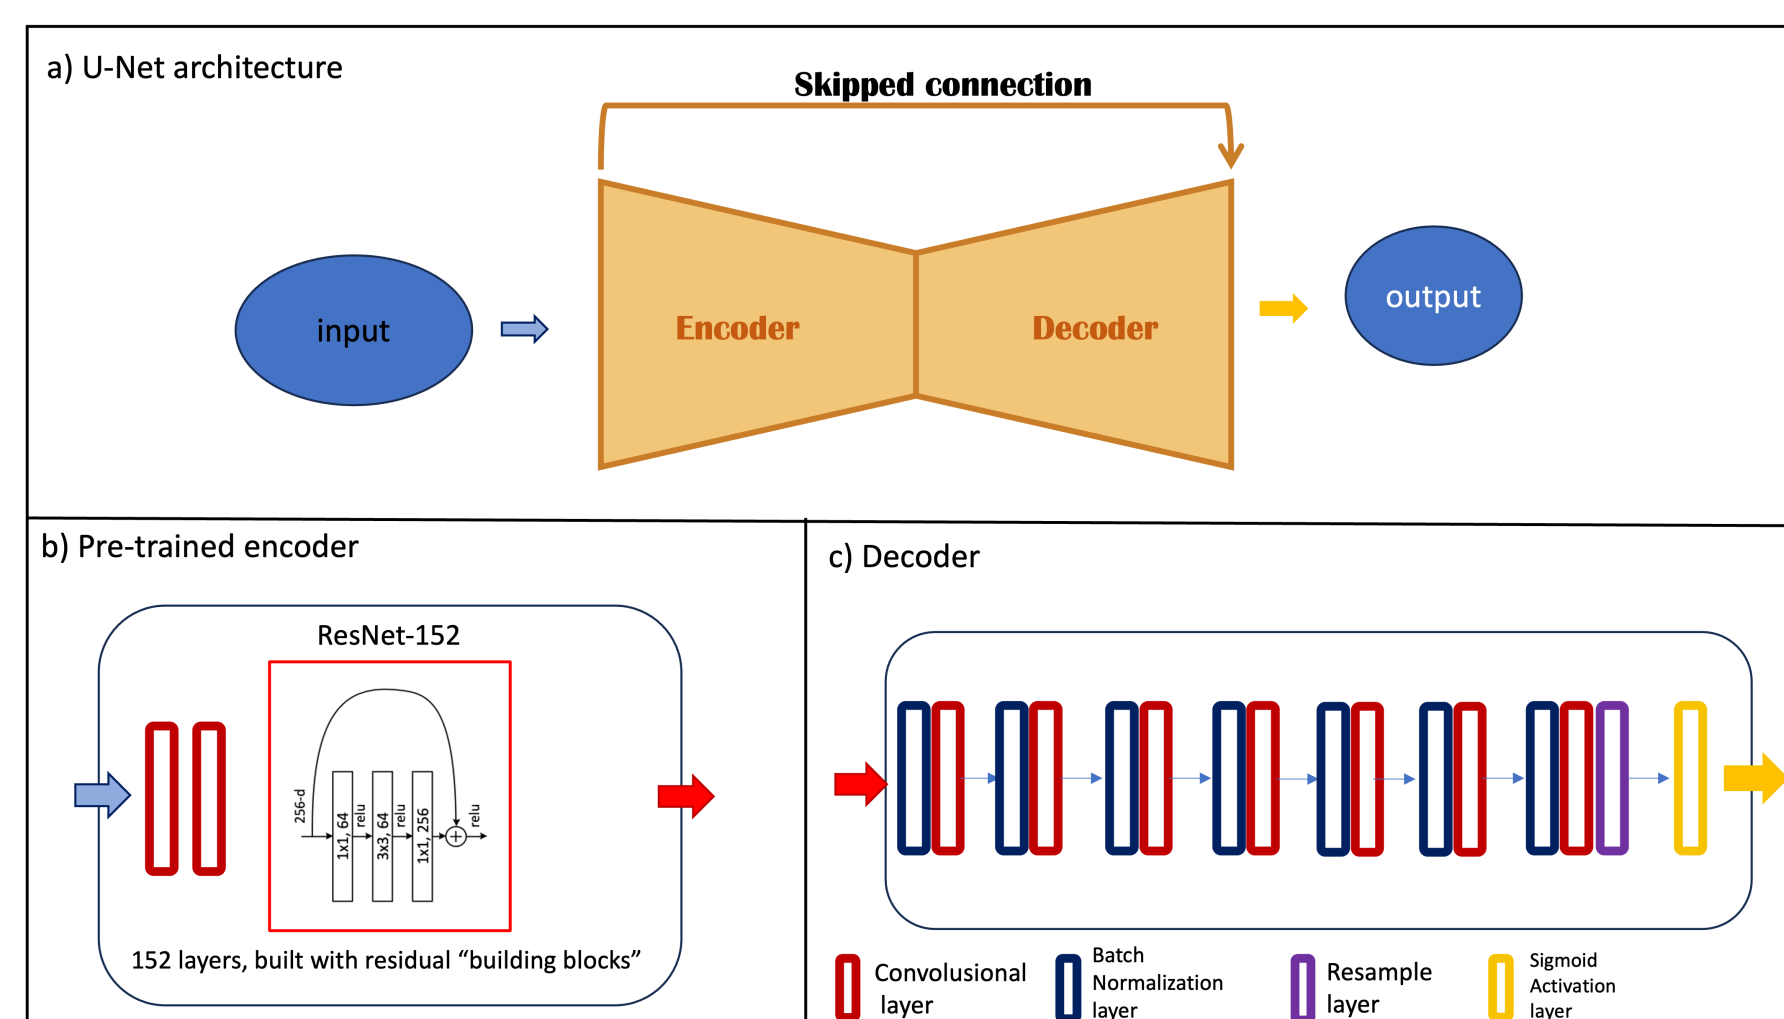 a) U-Net architecture
Skipped connection
input
Encoder
Decoder
output
b) Pre-trained encoder
ResNet-152
256-d
1x1, 64
relu
3x3, 64
relu
1x1, 256
+
relu
152 layers, built with residual “building blocks”
c) Decoder
Convolusional
layer
Batch
Normalization
layer
Resample
layer
Sigmoid
Activation
layer